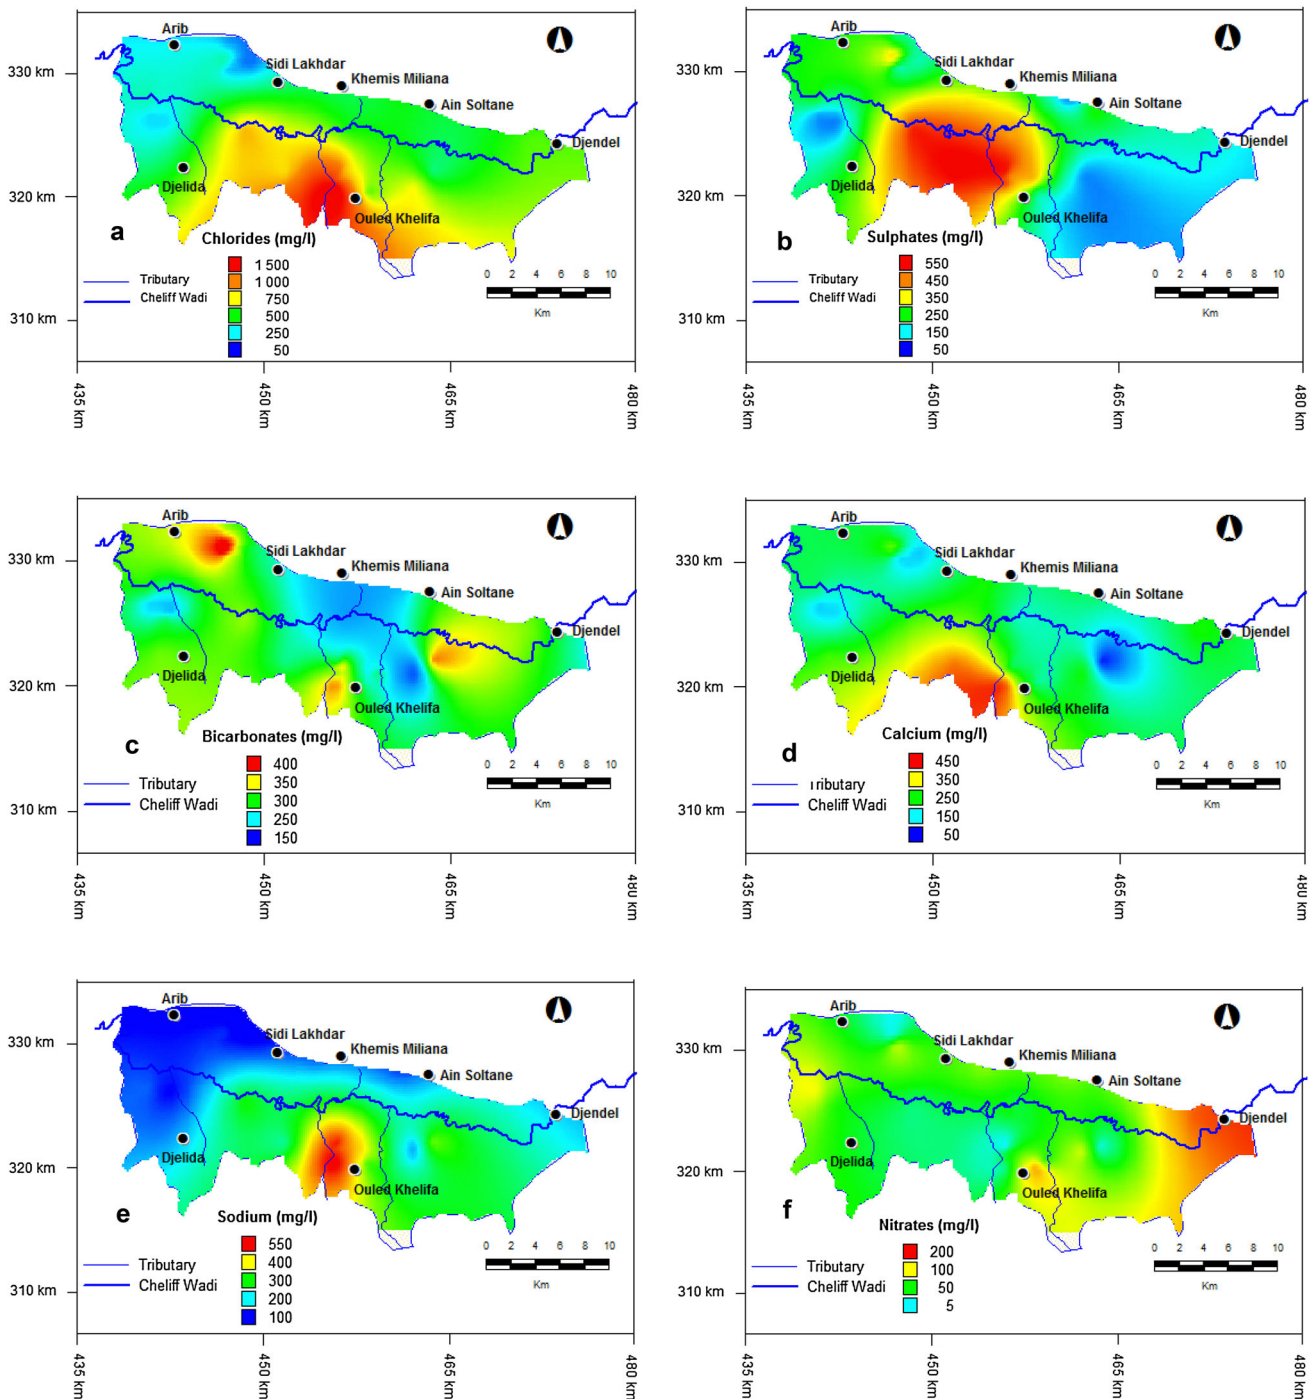 Arib
330 km
Sidi Lakhdar
Khemis Miliana
Ain Soltane
Djendel
Djelida
320 km
Ouled Khelifa
a
Chlorides (mg/l)
Tributary
Cheliff Wadi
1 500
1 000
750
500
250
50
0 2 4 6 8 10
Km
310 km
435 km
450 km
465 km
480 km
Arib
330 km
Sidi Lakhdar
Khemis Miliana
Ain Soltane
Djendel
Djelida
320 km
Ouled Khelifa
b
Sulphates (mg/l)
Tributary
Cheliff Wadi
550
450
350
250
150
50
0 2 4 6 8 10
Km
310 km
435 km
450 km
465 km
480 km
Arib
330 km
Sidi Lakhdar
Khemis Miliana
Ain Soltane
Djendel
Djelida
320 km
Ouled Khelifa
c
Bicarbonates (mg/l)
Tributary
Cheliff Wadi
400
350
300
250
150
0 2 4 6 8 10
Km
310 km
435 km
450 km
465 km
480 km
Arib
330 km
Sidi Lakhdar
Khemis Miliana
Ain Soltane
Djendel
Djelida
320 km
Ouled Khelifa
d
Calcium (mg/l)
Tributary
Cheliff Wadi
450
350
250
150
50
0 2 4 6 8 10
Km
310 km
435 km
450 km
465 km
480 km
Arib
330 km
Sidi Lakhdar
Khemis Miliana
Ain Soltane
Djendel
Djelida
320 km
Ouled Khelifa
e
Sodium (mg/l)
Tributary
Cheliff Wadi
550
400
300
200
100
0 2 4 6 8 10
Km
310 km
435 km
450 km
465 km
480 km
Arib
330 km
Sidi Lakhdar
Khemis Miliana
Ain Soltane
Djendel
Djelida
320 km
Ouled Khelifa
f
Nitrates (mg/l)
Tributary
Cheliff Wadi
200
100
50
5
0 2 4 6 8 10
Km
310 km
435 km
450 km
465 km
480 km